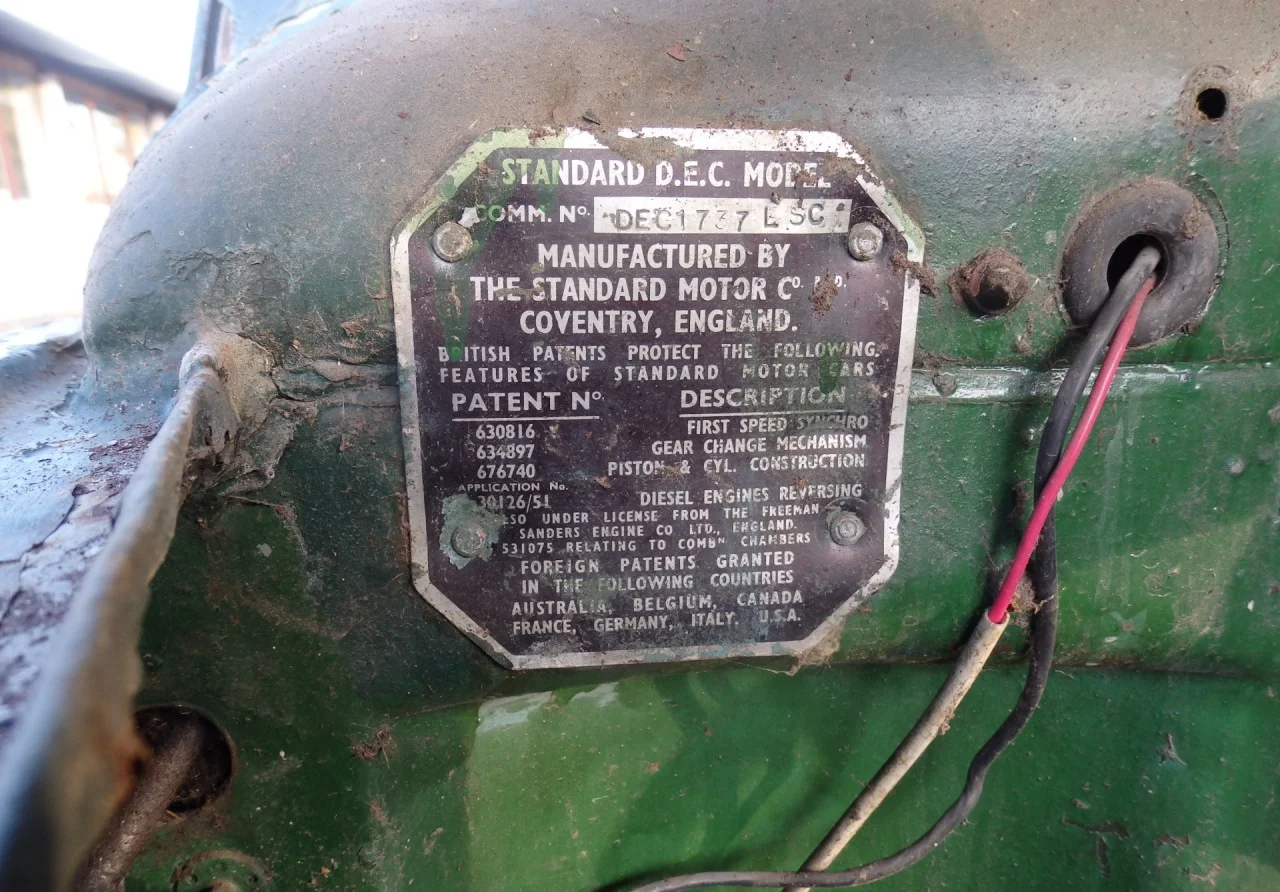 STANDARD D.E.C. MODEL
COMM. No. DEC1737 L SC
MANUFACTURED BY
THE STANDARD MOTOR Co. LTD.
COVENTRY, ENGLAND.
BRITISH PATENTS PROTECT THE FOLLOWING.
FEATURES OF STANDARD MOTOR CARS
PATENT No. DESCRIPTION
630816 FIRST SPEED SYNCHRO
634897 GEAR CHANGE MECHANISM
676740 PISTON & CYL. CONSTRUCTION
APPLICATION No.
30126/51 DIESEL ENGINES REVERSING
ALSO UNDER LICENSE FROM THE FREEMAN
SANDERS ENGINE CO LTD., ENGLAND.
531075 RELATING TO COMBN CHAMBERS
FOREIGN PATENTS GRANTED
IN THE FOLLOWING COUNTRIES
AUSTRALIA, BELGIUM, CANADA
FRANCE, GERMANY, ITALY, U.S.A.